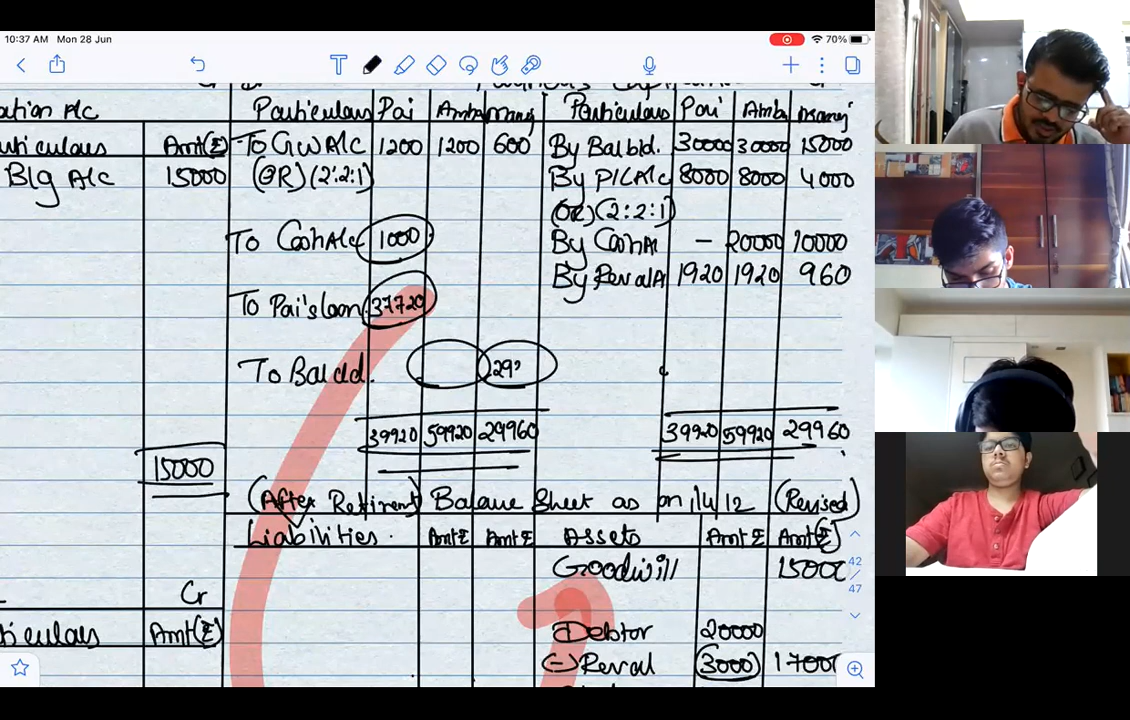 10:37 AM Mon 28 Jun
70%
T
ation A/c
Particulars Pai Amba Manoj Particulars Pai Amba Manoj
ticulars Amt(₹) To GW A/c 1200 1200 600 By Bal b/d. 30000 30000 15000
Blg A/c 15000 (OR) (2:2:1) By P/L A/c 8000 8000 4000
(OR) (2:2:1)
To Cash A/c 1000 By Cash A/ - 20000 10000
By Reval A 1920 1920 960
To Pai's loan 37720
To Bal c/d. 29
39920 59920 29960 39920 59920 29960
15000
(After Retirement) Balance Sheet as on 1/4/12 (Revised)
Liabilities. Amt ₹ Amt ₹ Assets Amt ₹ Amt ₹
Goodwill 15000
42
/
47
Cr
ticulars Amt(₹) Debtor 20000
(-) Reval (3000) 17000